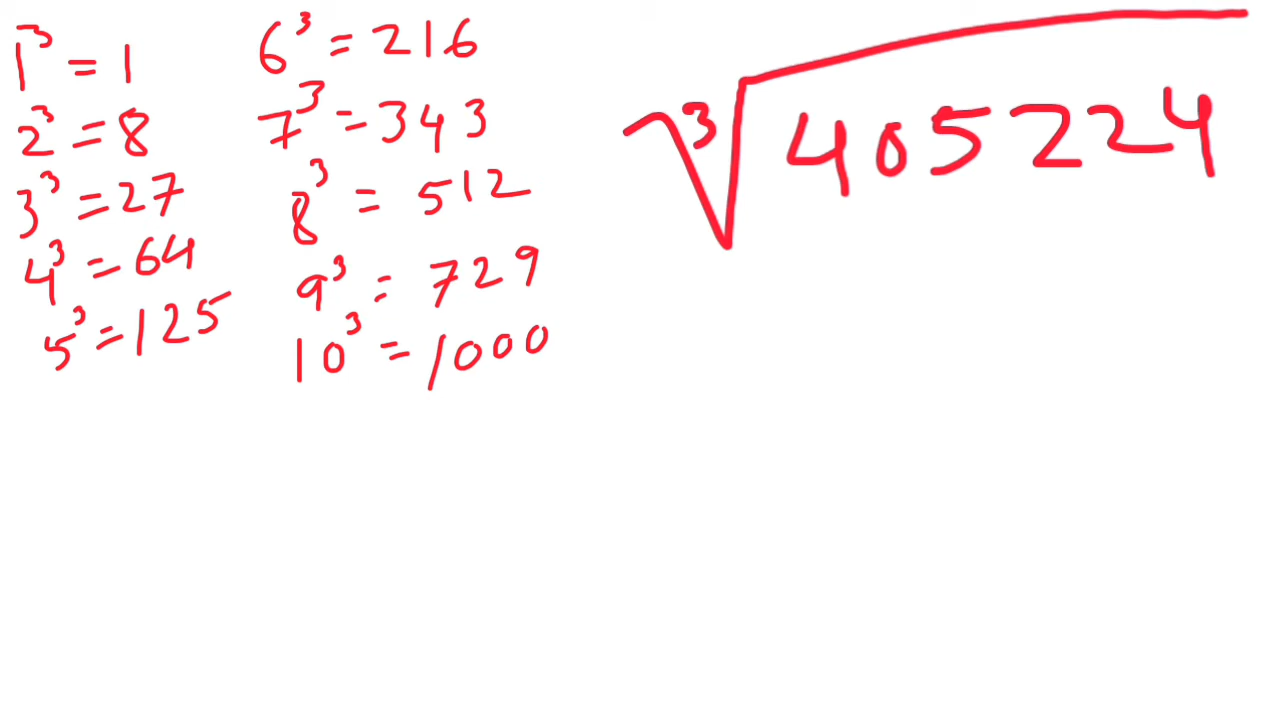 1³ = 1
2³ = 8
3³ = 27
4³ = 64
5³ = 125
6³ = 216
7³ = 343
8³ = 512
9³ = 729
10³ = 1000
∛405224